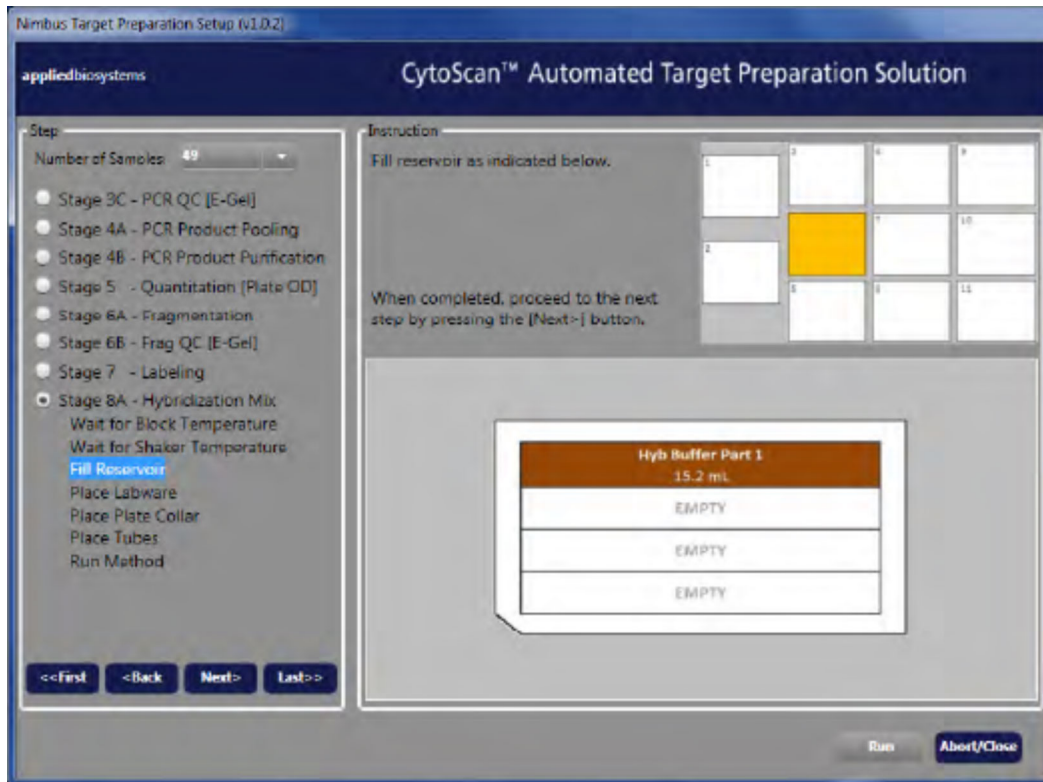 Nimbus Target Preparation Setup (v1.0.2)
appliedbiosystems
CytoScan™ Automated Target Preparation Solution
Step
Number of Samples 49
Stage 3C - PCR QC [E-Gel]
Stage 4A - PCR Product Pooling
Stage 4B - PCR Product Purification
Stage 5 - Quantitation [Plate OD]
Stage 6A - Fragmentation
Stage 6B - Frag QC [E-Gel]
Stage 7 - Labeling
Stage 8A - Hybridization Mix
Wait for Block Temperature
Wait for Shaker Temperature
Fill Reservoir
Place Labware
Place Plate Collar
Place Tubes
Run Method
<<First
<Back
Next>
Last>>
Instruction
Fill reservoir as indicated below.
When completed, proceed to the next
step by pressing the [Next>] button.
1
2
3
6
9
7
10
5
8
11
Hyb Buffer Part 1
15.2 mL
EMPTY
EMPTY
EMPTY
Run
Abort/Close